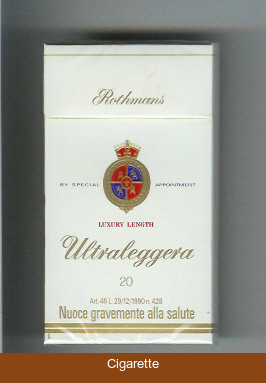 Rothmans
BY SPECIAL APPOINTMENT
LUXURY LENGTH
Ultraleggera
20
Art. 46 L. 29/12/1990 n. 428
Nuoce gravemente alla salute
Cigarette